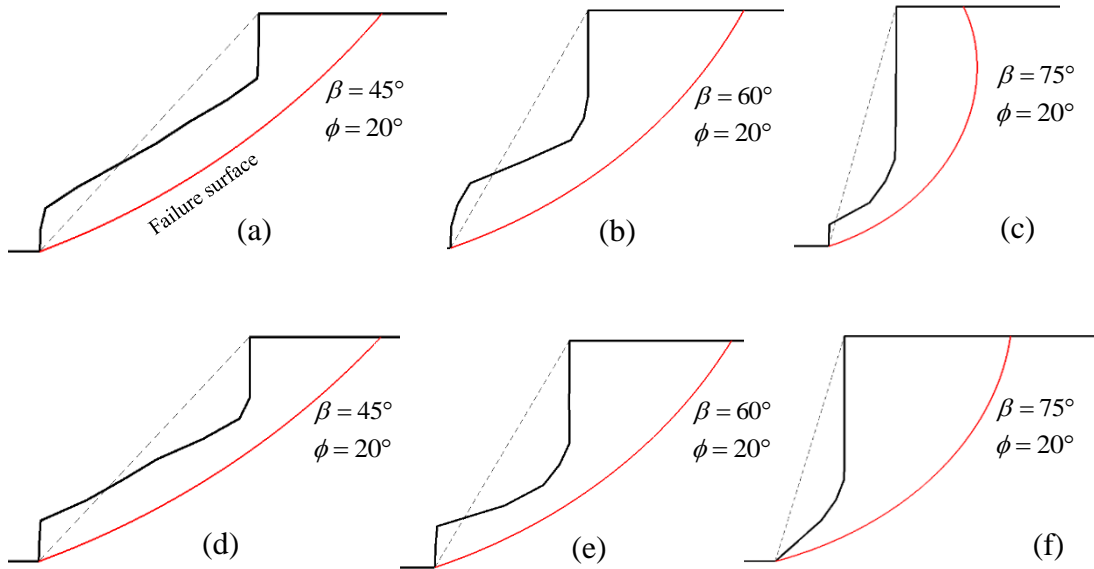 β = 45°
ϕ = 20°
Failure surface
(a)
β = 60°
ϕ = 20°
(b)
β = 75°
ϕ = 20°
(c)
β = 45°
ϕ = 20°
(d)
β = 60°
ϕ = 20°
(e)
β = 75°
ϕ = 20°
(f)